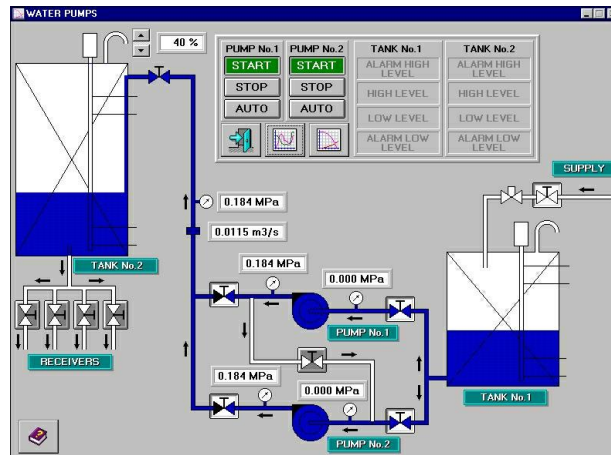 WATER PUMPS
40 %
PUMP No.1
PUMP No.2
TANK No.1
TANK No.2
START
START
ALARM HIGH LEVEL
ALARM HIGH LEVEL
STOP
STOP
HIGH LEVEL
HIGH LEVEL
AUTO
AUTO
LOW LEVEL
LOW LEVEL
ALARM LOW LEVEL
ALARM LOW LEVEL
SUPPLY
0.184 MPa
0.0115 m3/s
TANK No.2
0.184 MPa
0.000 MPa
PUMP No.1
RECEIVERS
0.184 MPa
0.000 MPa
TANK No.1
PUMP No.2